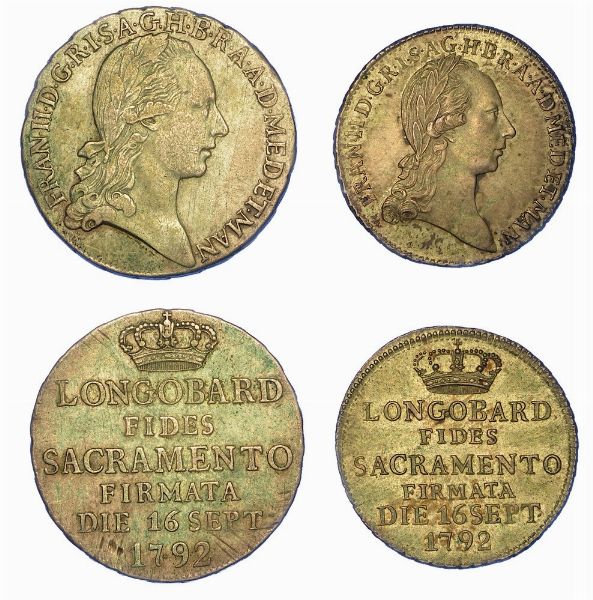 FRAN·II·D·G·R·I·S·A·G·H·B·R·A·A·D·MED·ET·MAN·
FRAN·II·D·G·R·I·S·A·G·H·B·R·A·A·D·MED·ET·MAN·
LONGOBARD
FIDES
SACRAMENTO
FIRMATA
DIE 16 SEPT
1792
LONGOBARD
FIDES
SACRAMENTO
FIRMATA
DIE 16 SEPT
1792